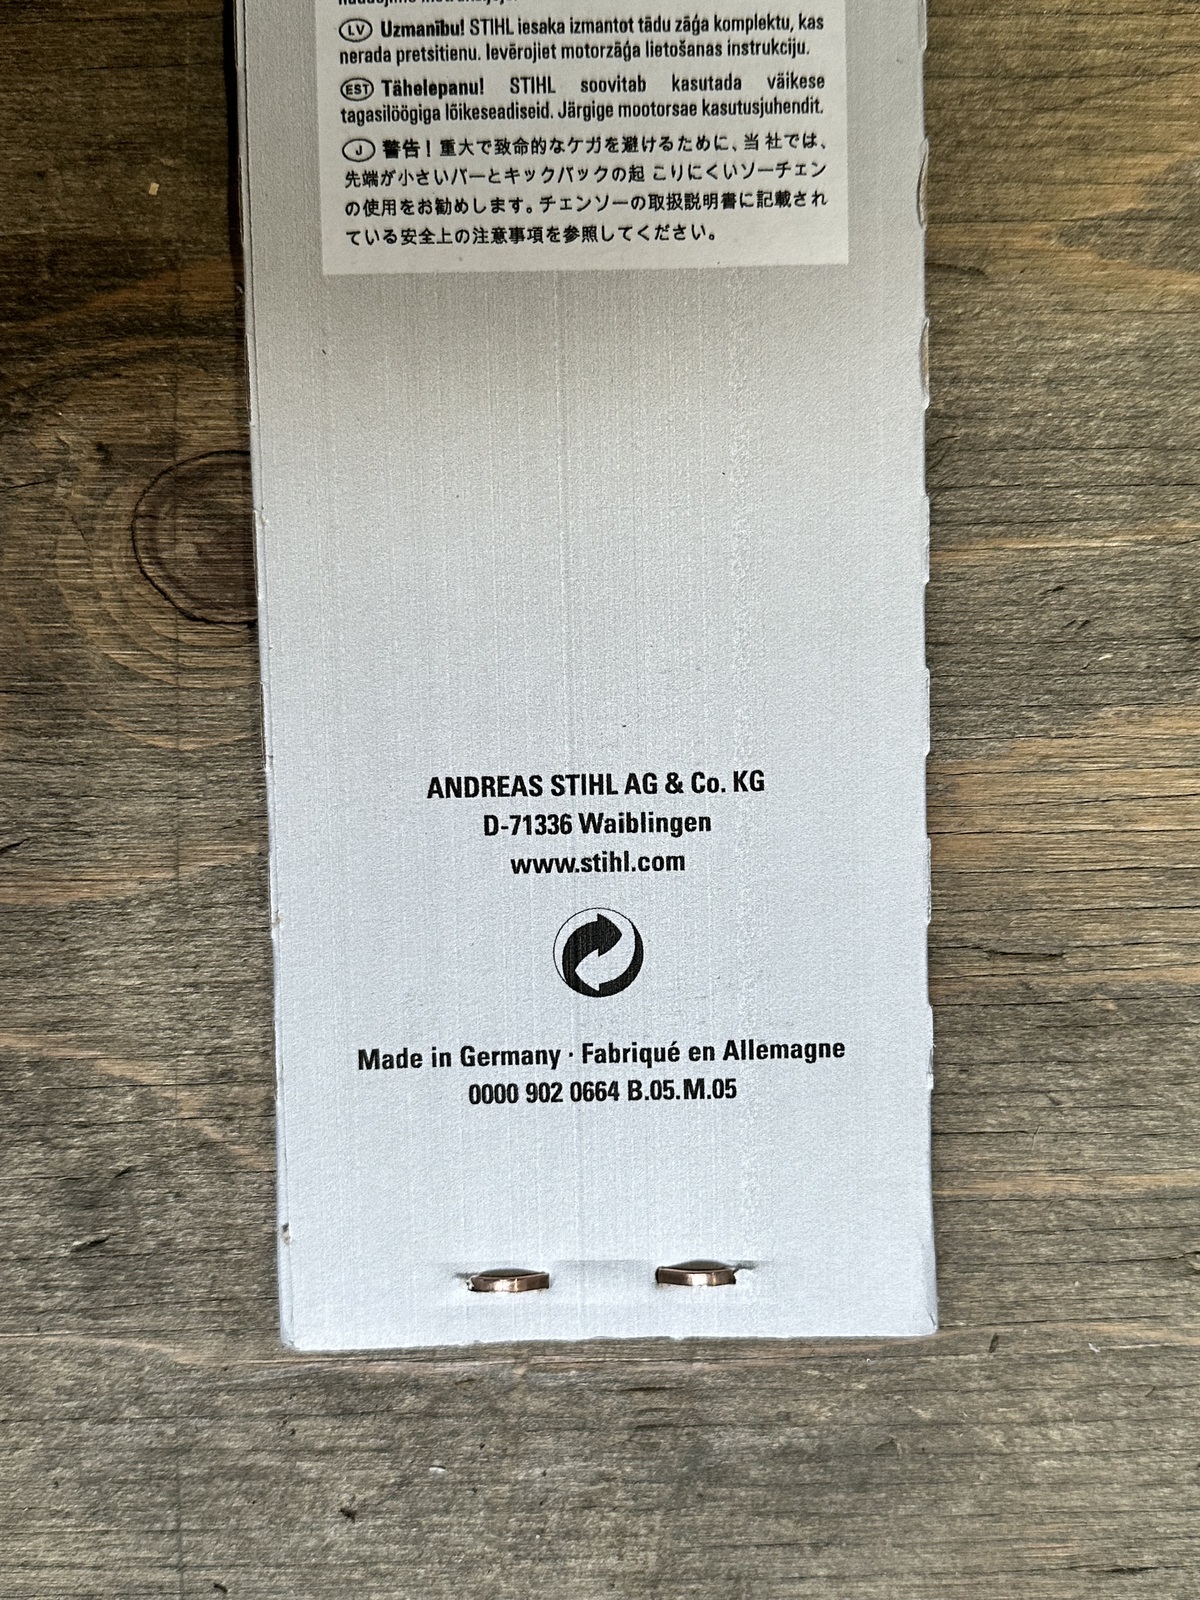 LV Uzmanību! STIHL iesaka izmantot tādu zāģa komplektu, kas
nerada pretsitienu. Ievērojiet motorzāģa lietošanas instrukciju.
EST Tähelepanu! STIHL soovitab kasutada väikese
tagasilöögiga lõikeseadiseid. Järgige mootorsae kasutusjuhendit.
J 警告！重大で致命的なケガを避けるために、当 社では、
先端が小さいバーとキックバックの起 こりにくいソーチェン
の使用をお勧めします。チェンソーの取扱説明書に記載され
ている安全上の注意事項を参照してください。
ANDREAS STIHL AG & Co. KG
D-71336 Waiblingen
www.stihl.com
Made in Germany · Fabriqué en Allemagne
0000 902 0664 B.05.M.05